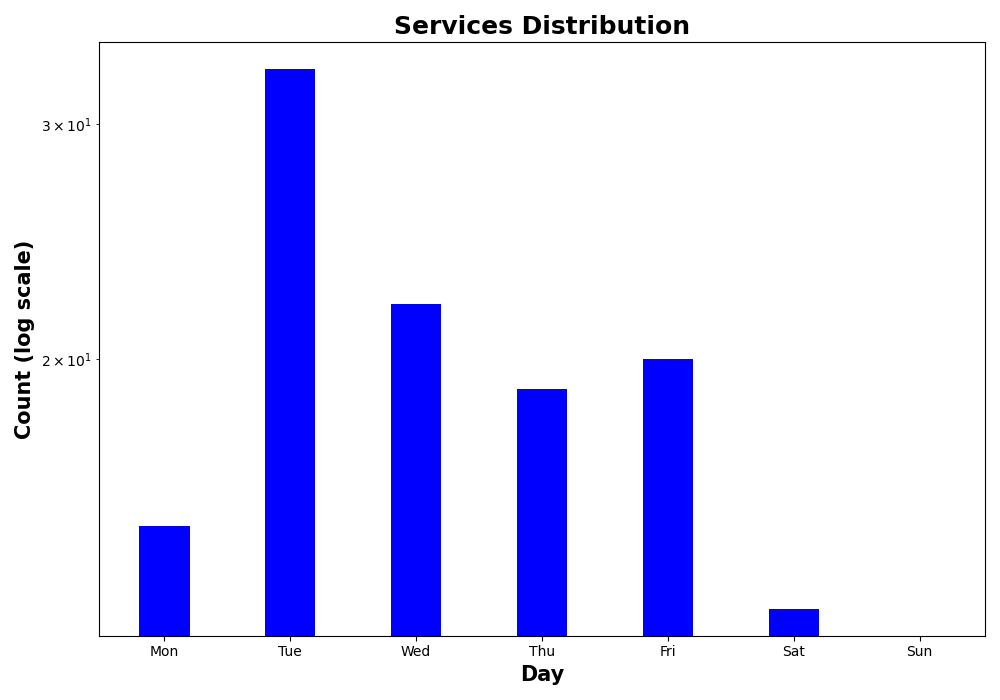 Services Distribution
3 × 10¹
2 × 10¹
Count (log scale)
Mon Tue Wed Thu Fri Sat Sun
Day